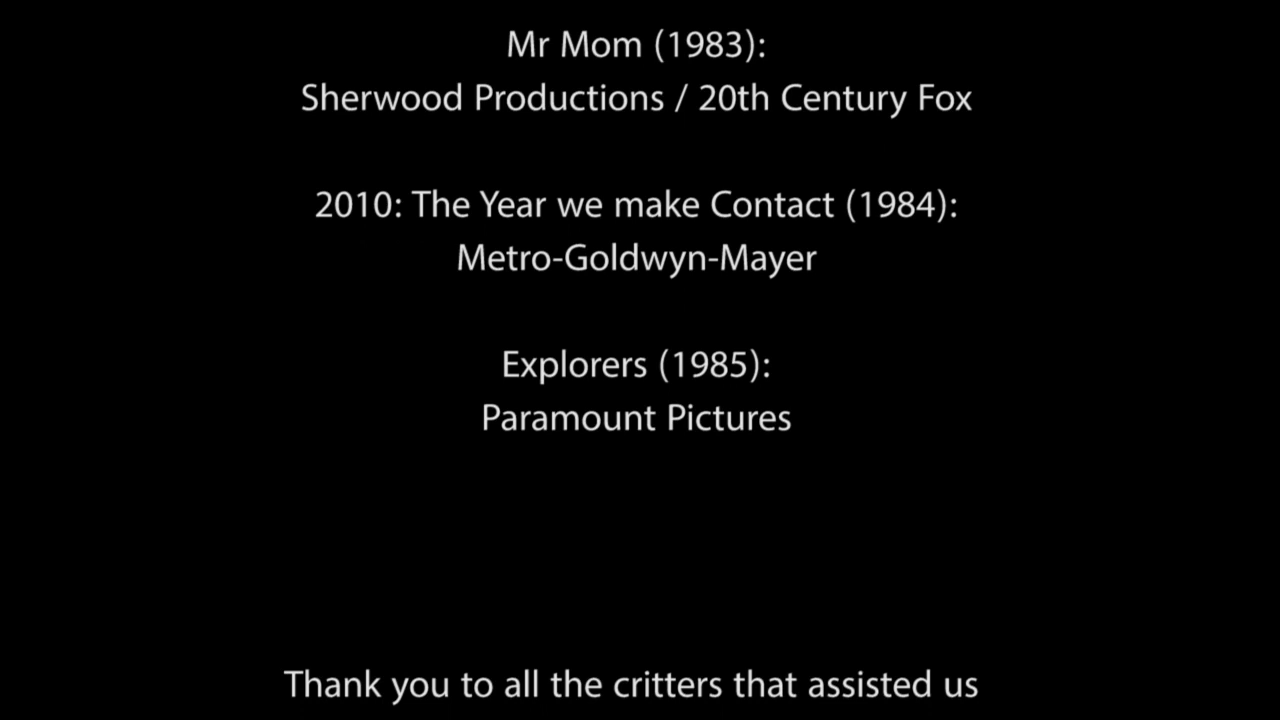 Mr Mom (1983):
Sherwood Productions / 20th Century Fox
2010: The Year we make Contact (1984):
Metro-Goldwyn-Mayer
Explorers (1985):
Paramount Pictures
Thank you to all the critters that assisted us